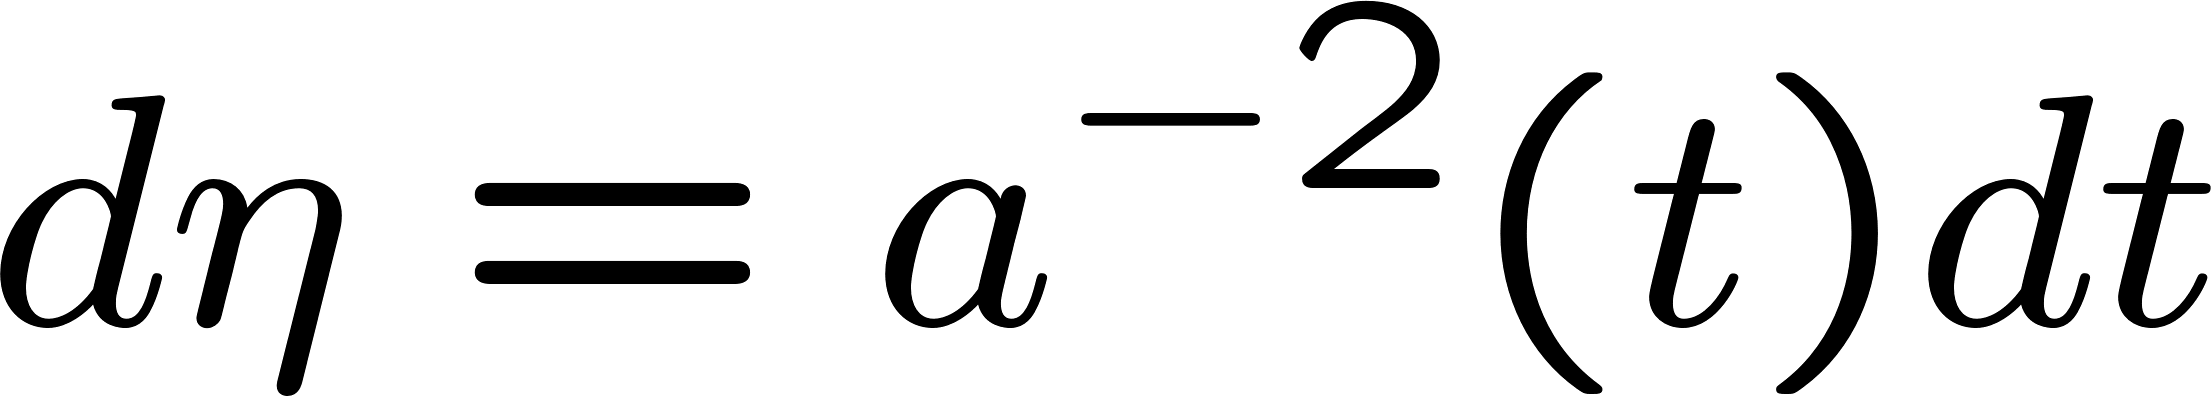 dη = a⁻²(t)dt